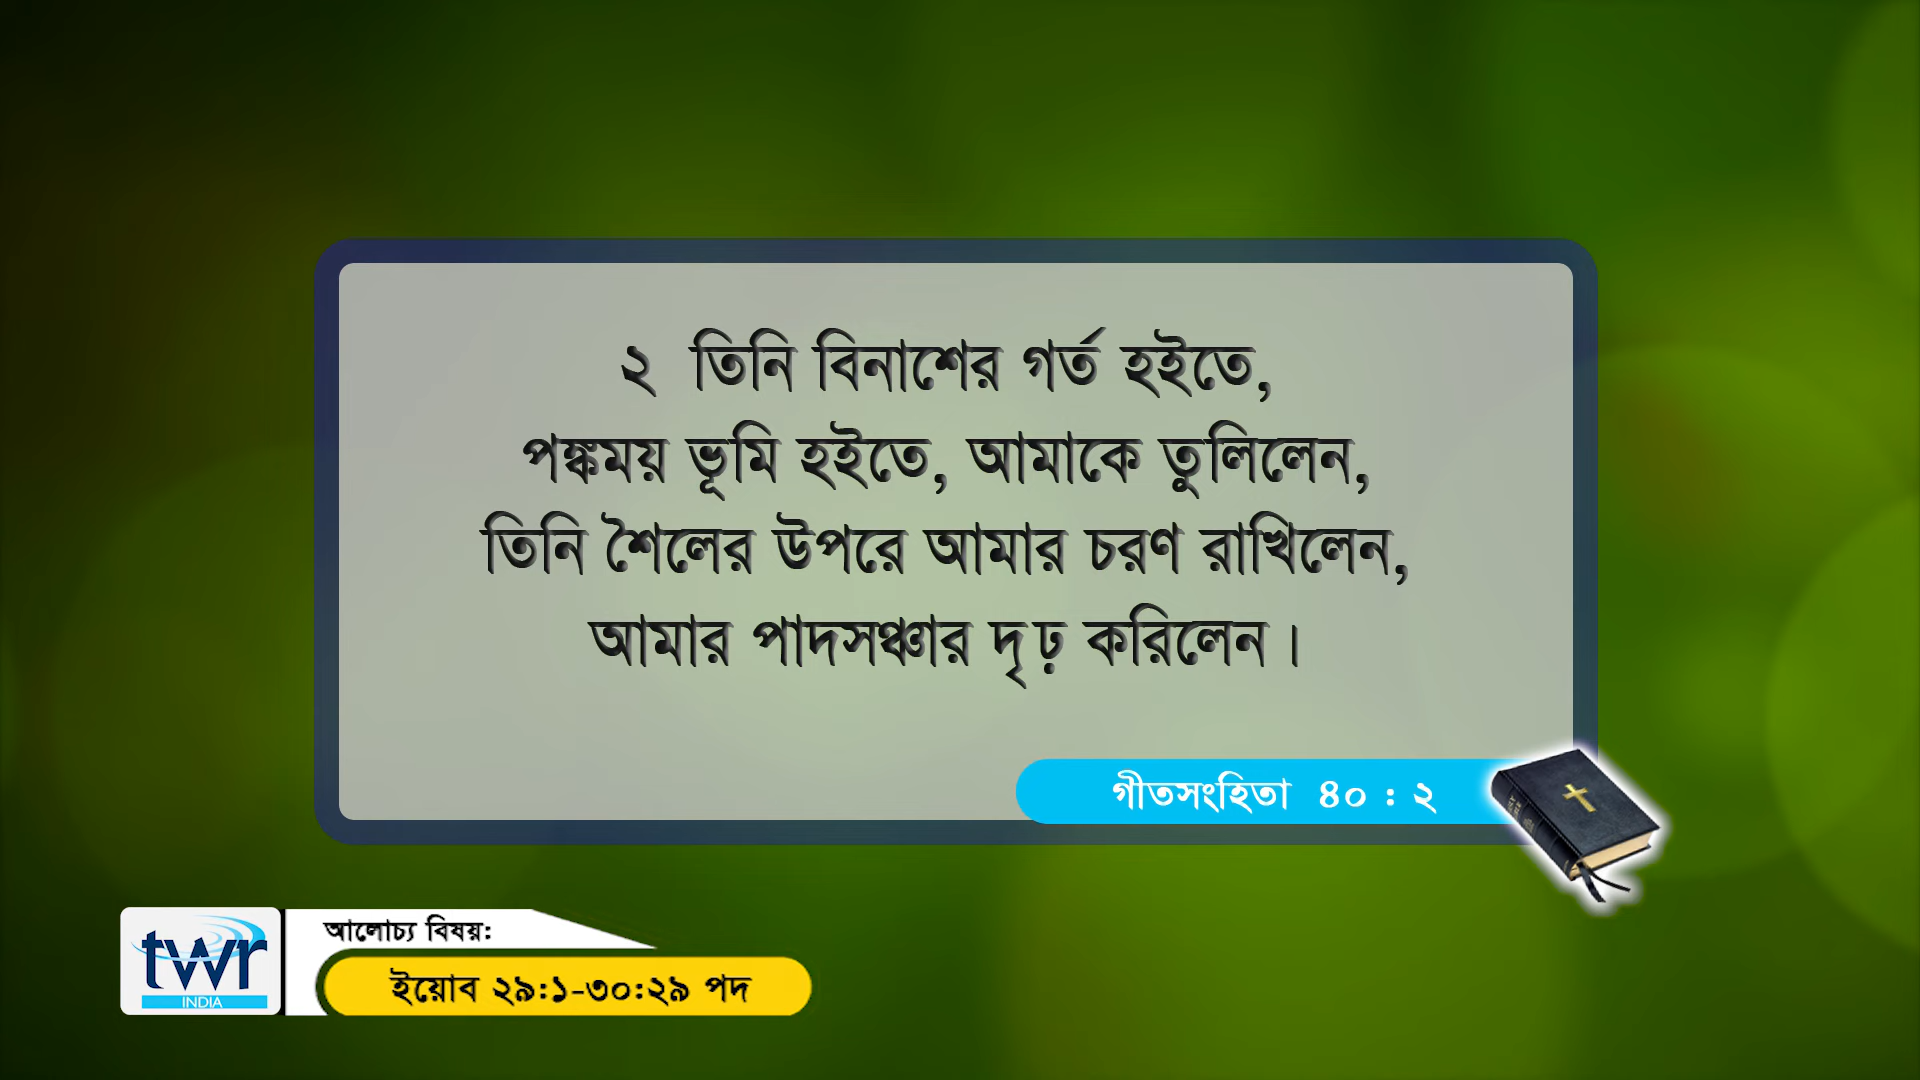 ২ তিনি বিনাশের গর্ত হইতে,
পঙ্কময় ভূমি হইতে, আমাকে তুলিলেন,
তিনি শৈলের উপরে আমার চরণ রাখিলেন,
আমার পাদসঞ্চার দৃঢ় করিলেন।
গীতসংহিতা ৪০ : ২
আলোচ্য বিষয়:
twr
INDIA
ইয়োব ২৯:১-৩০:২৯ পদ